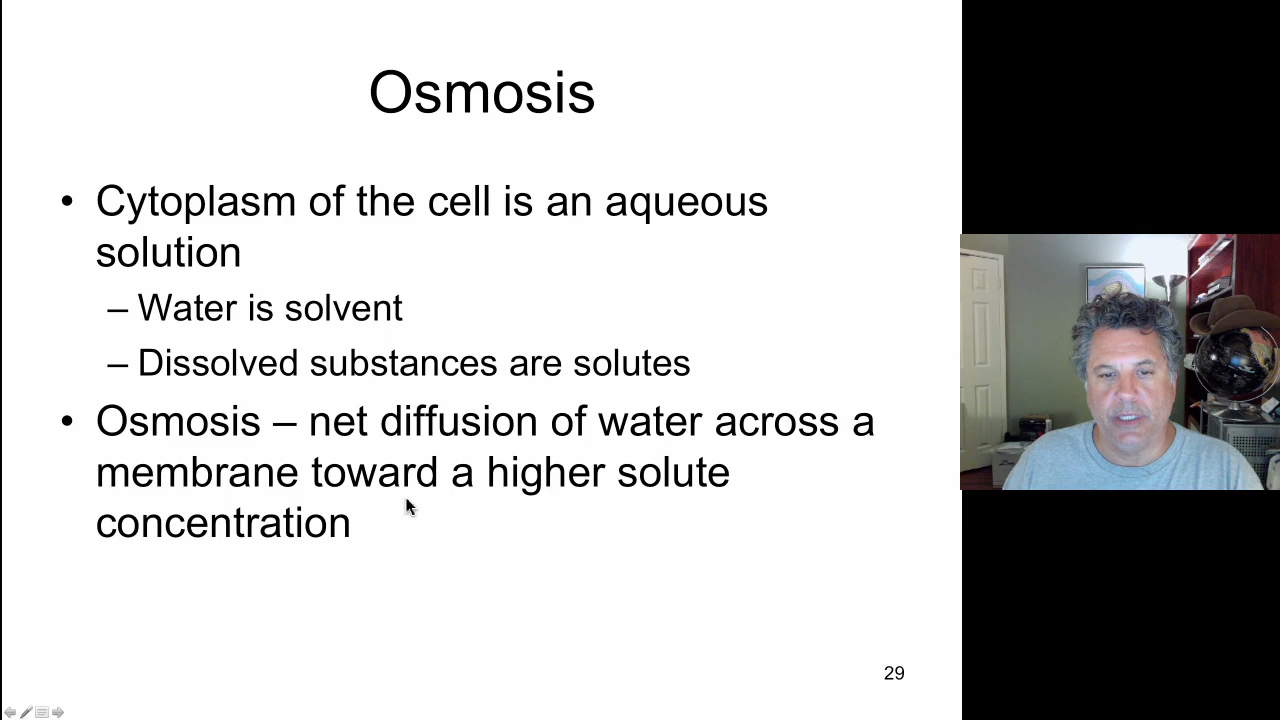 Osmosis
• Cytoplasm of the cell is an aqueous
solution
– Water is solvent
– Dissolved substances are solutes
• Osmosis – net diffusion of water across a
membrane toward a higher solute
concentration
29